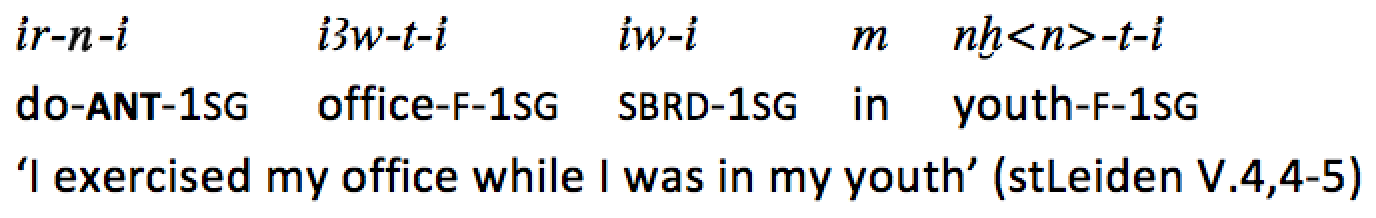 ir-n-i iꜣw-t-i iw-i m nḫ<n>-t-i
do-ANT-1SG office-F-1SG SBRD-1SG in youth-F-1SG
‘I exercised my office while I was in my youth’ (stLeiden V.4,4-5)